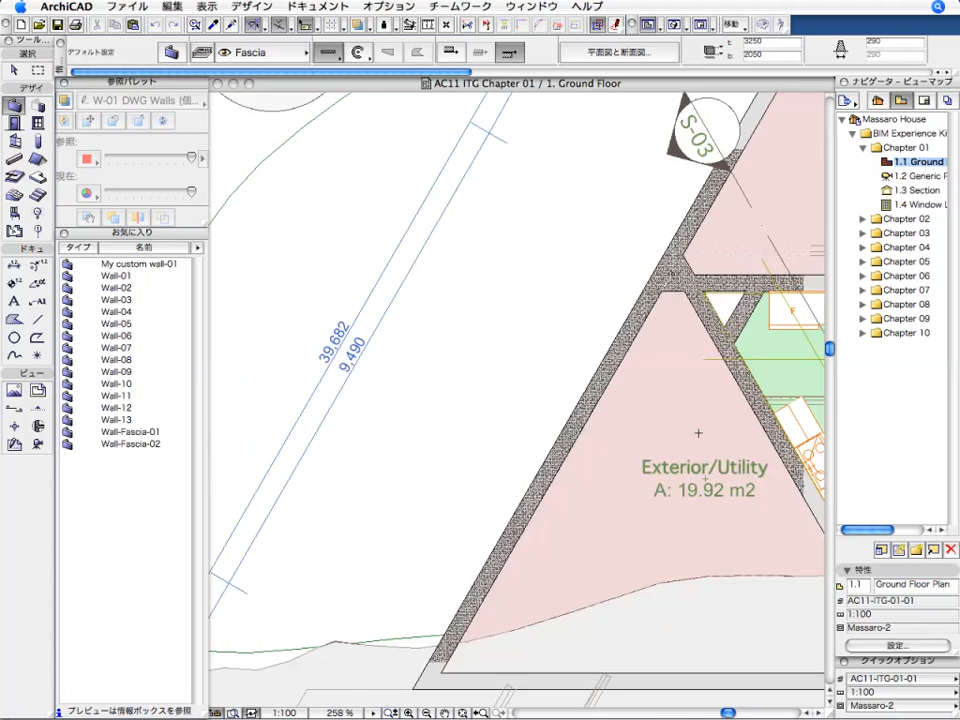 ArchiCAD ファイル 編集 表示 デザイン ドキュメント オプション チームワーク ウィンドウ ヘルプ
移動
ツール...
選択
デフォルト設定
Fascia
平面図と断面図...
t: 3250
b: 2050
290
290
デザイ
参照パレット
AC11 ITG Chapter 01 / 1. Ground Floor
ナビゲータ - ビューマップ
W-01 DWG Walls (個...
参照:
現在:
お気に入り
タイプ 名前
My custom wall-01
Wall-01
Wall-02
Wall-03
Wall-04
Wall-05
Wall-06
Wall-07
Wall-08
Wall-09
Wall-10
Wall-11
Wall-12
Wall-13
Wall-Fascia-01
Wall-Fascia-02
ドキュ
ビュー
プレビューは情報ボックスを参照
S-03
39.682
9.490
F
Exterior/Utility
A: 19.92 m2
1:100
258 %
Massaro House
BIM Experience Ki
Chapter 01
1.1 Ground
1.2 Generic P
1.3 Section
1.4 Window L
Chapter 02
Chapter 03
Chapter 04
Chapter 05
Chapter 06
Chapter 07
Chapter 08
Chapter 09
Chapter 10
特性
1.1 Ground Floor Plan
AC11-ITG-01-01
1:100
Massaro-2
設定...
クイックオプション
AC11-ITG-01-01
1:100
Massaro-2